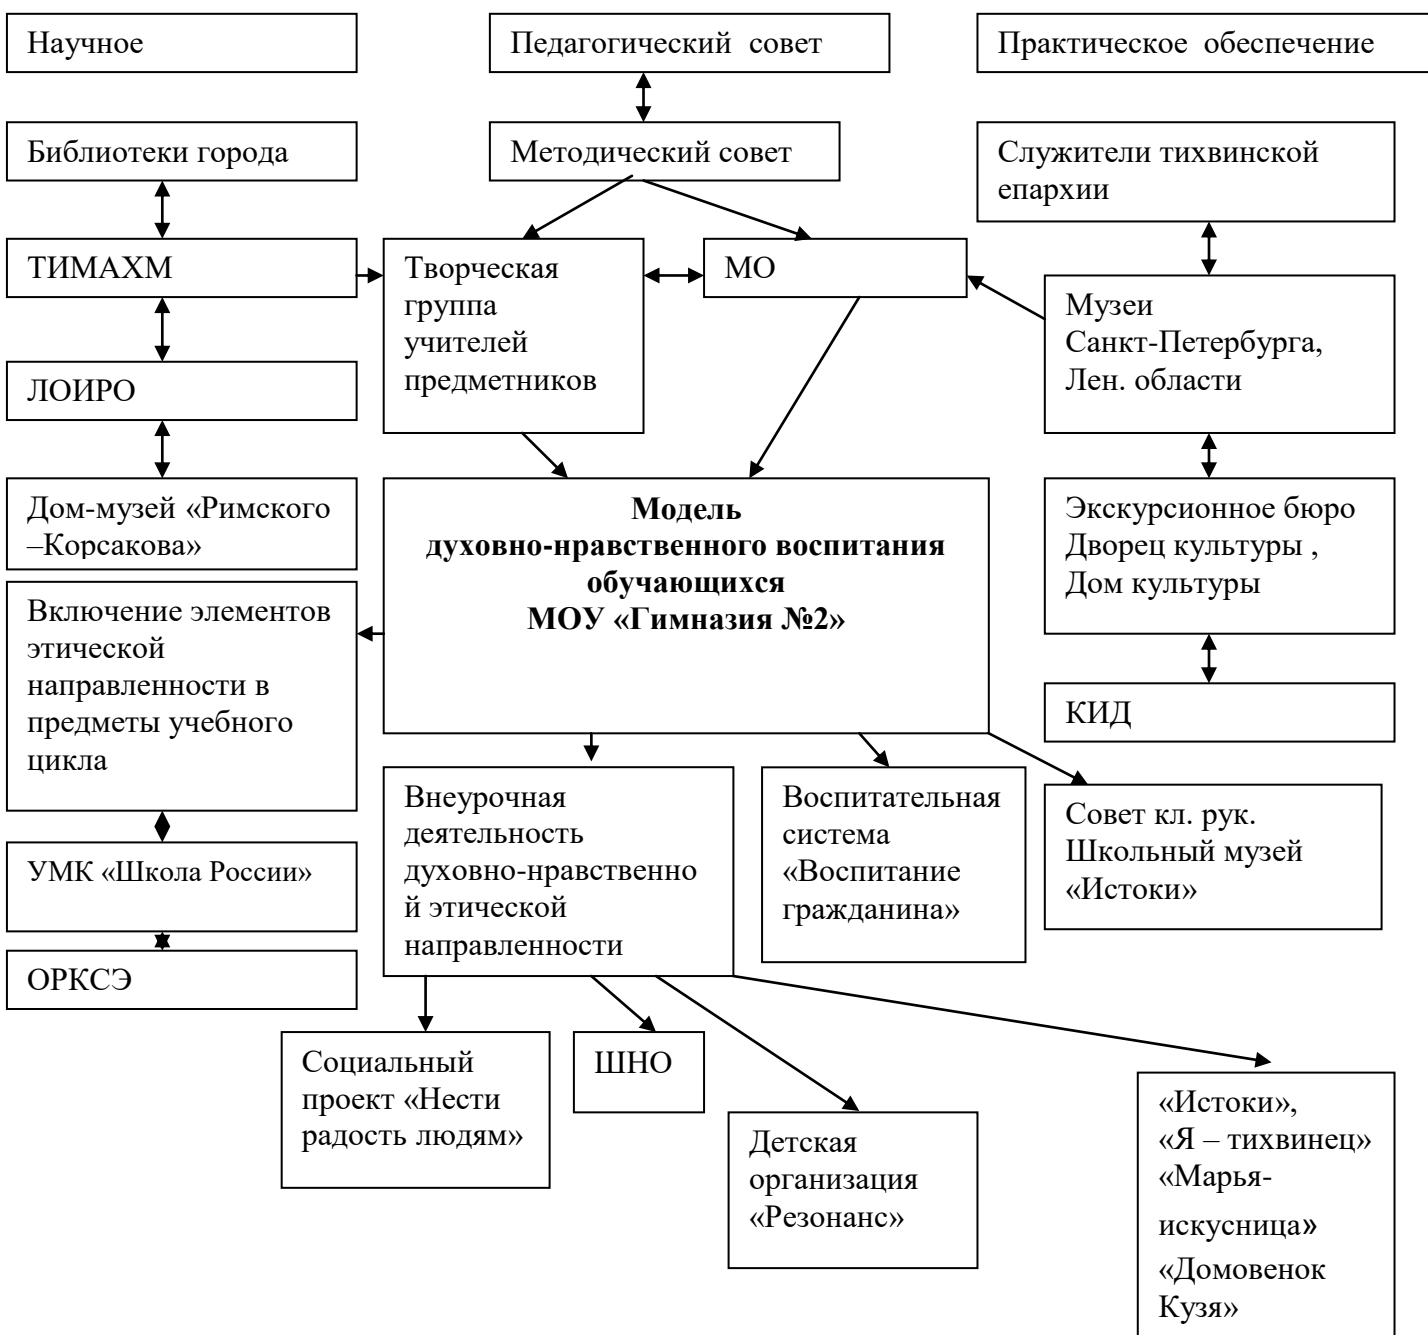 Научное
Педагогический совет
Практическое обеспечение
Библиотеки города
Методический совет
Служители тихвинской
епархии
ТИМАХМ
Творческая
группа
учителей
предметников
МО
Музеи
Санкт-Петербурга,
Лен. области
ЛОИРО
Дом-музей «Римского
–Корсакова»
Модель
духовно-нравственного воспитания
обучающихся
МОУ «Гимназия №2»
Экскурсионное бюро
Дворец культуры ,
Дом культуры
Включение элементов
этической
направленности в
предметы учебного
цикла
КИД
УМК «Школа России»
ОРКСЭ
Внеурочная
деятельность
духовно-нравственно
й этической
направленности
Воспитательная
система
«Воспитание
гражданина»
Совет кл. рук.
Школьный музей
«Истоки»
Социальный
проект «Нести
радость людям»
ШНО
Детская
организация
«Резонанс»
«Истоки»,
«Я – тихвинец»
«Марья-
искусница»
«Домовенок
Кузя»